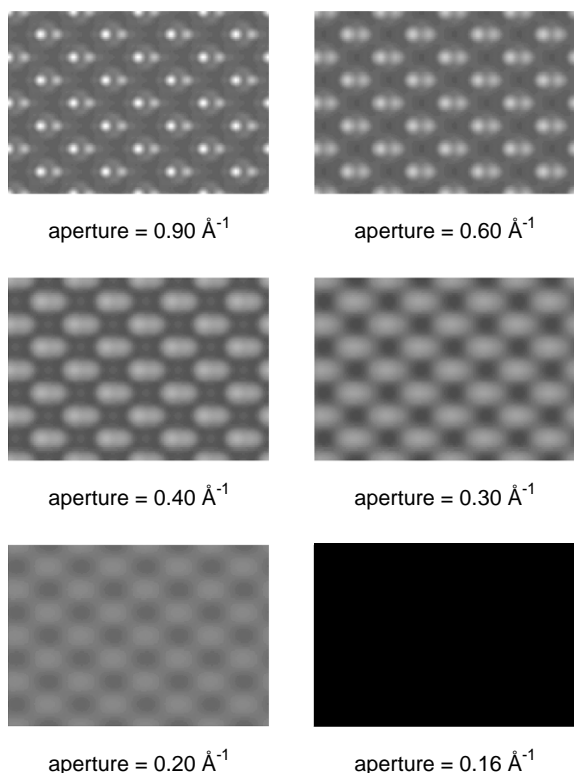 aperture = 0.90 Å⁻¹
aperture = 0.60 Å⁻¹
aperture = 0.40 Å⁻¹
aperture = 0.30 Å⁻¹
aperture = 0.20 Å⁻¹
aperture = 0.16 Å⁻¹